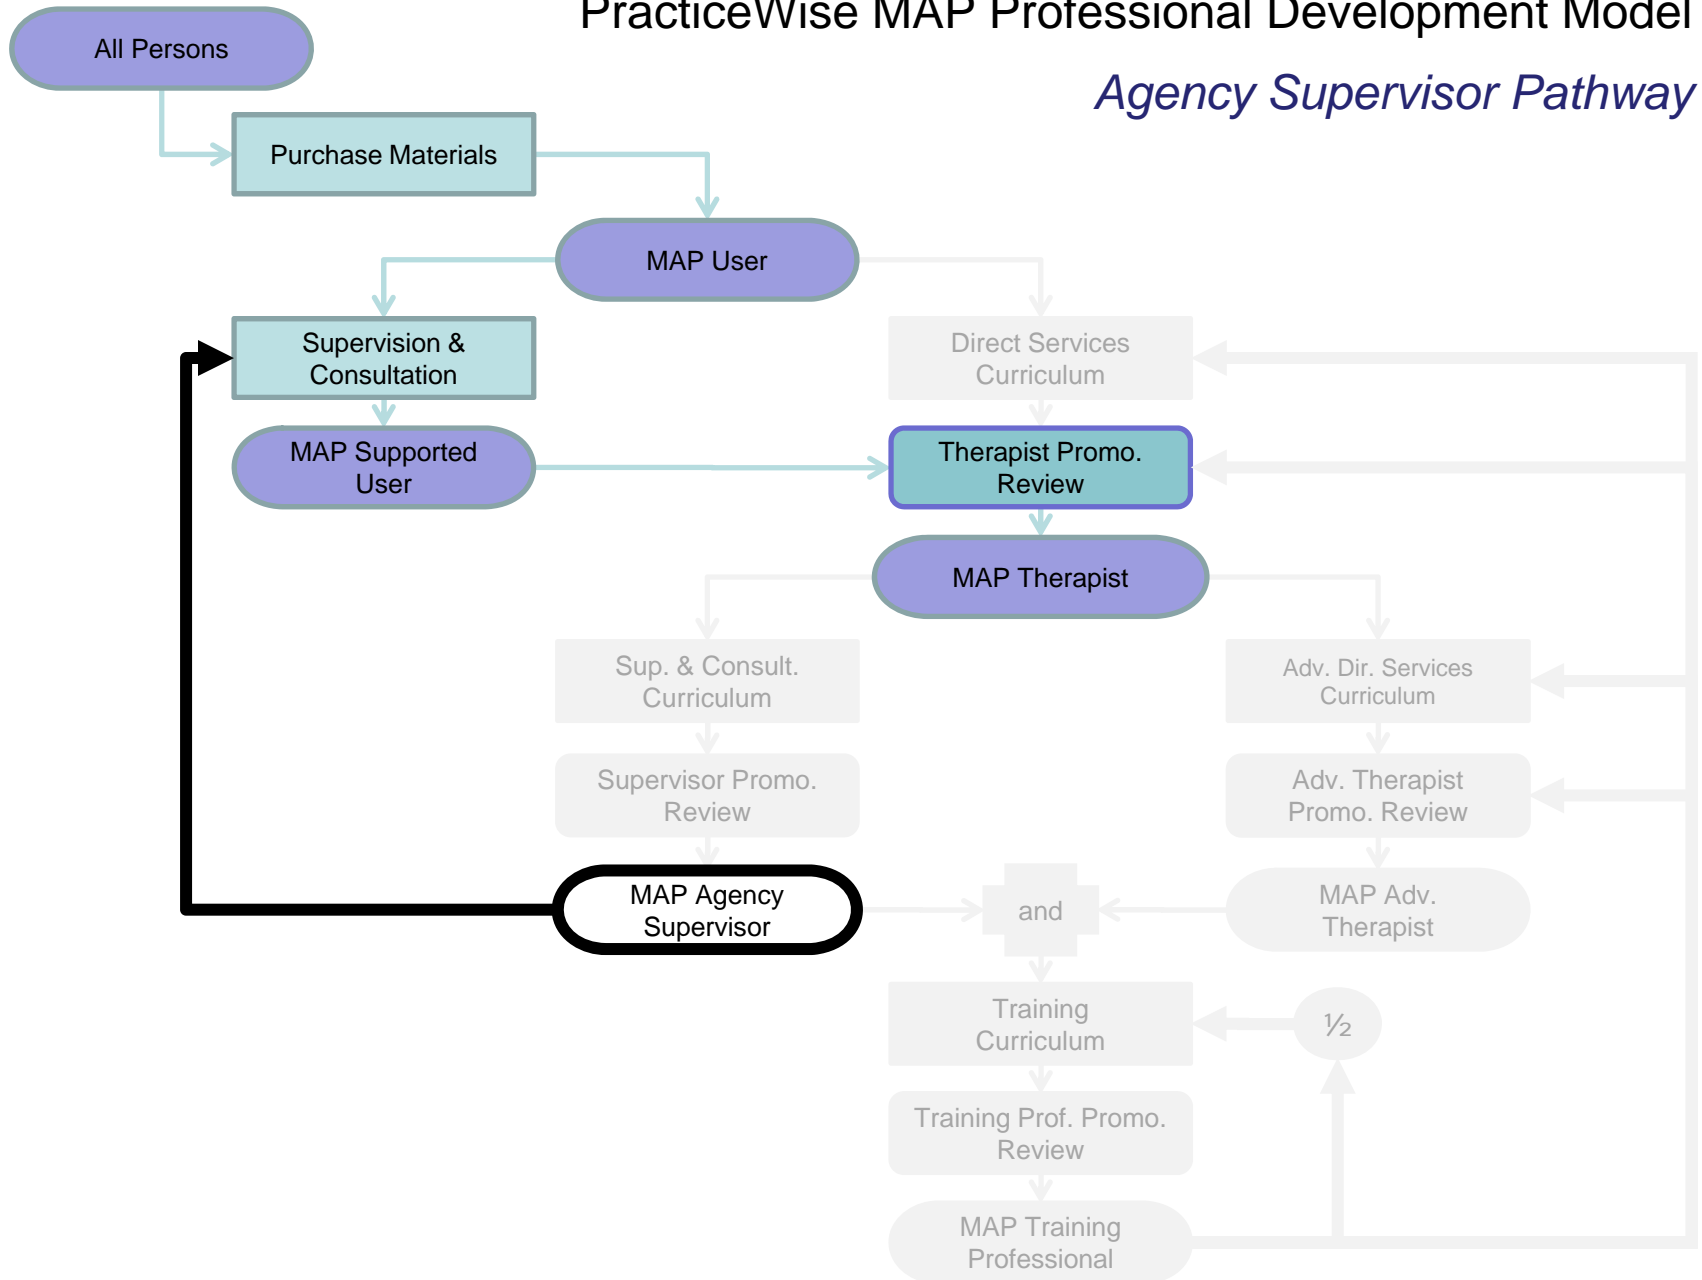 PracticeWise MAP Professional Development Model
Agency Supervisor Pathway
All Persons
Purchase Materials
MAP User
Supervision &
Consultation
Direct Services
Curriculum
MAP Supported
User
Therapist Promo.
Review
MAP Therapist
Sup. & Consult.
Curriculum
Adv. Dir. Services
Curriculum
Supervisor Promo.
Review
Adv. Therapist
Promo. Review
MAP Agency
Supervisor
and
MAP Adv.
Therapist
Training
Curriculum
½
Training Prof. Promo.
Review
MAP Training
Professional